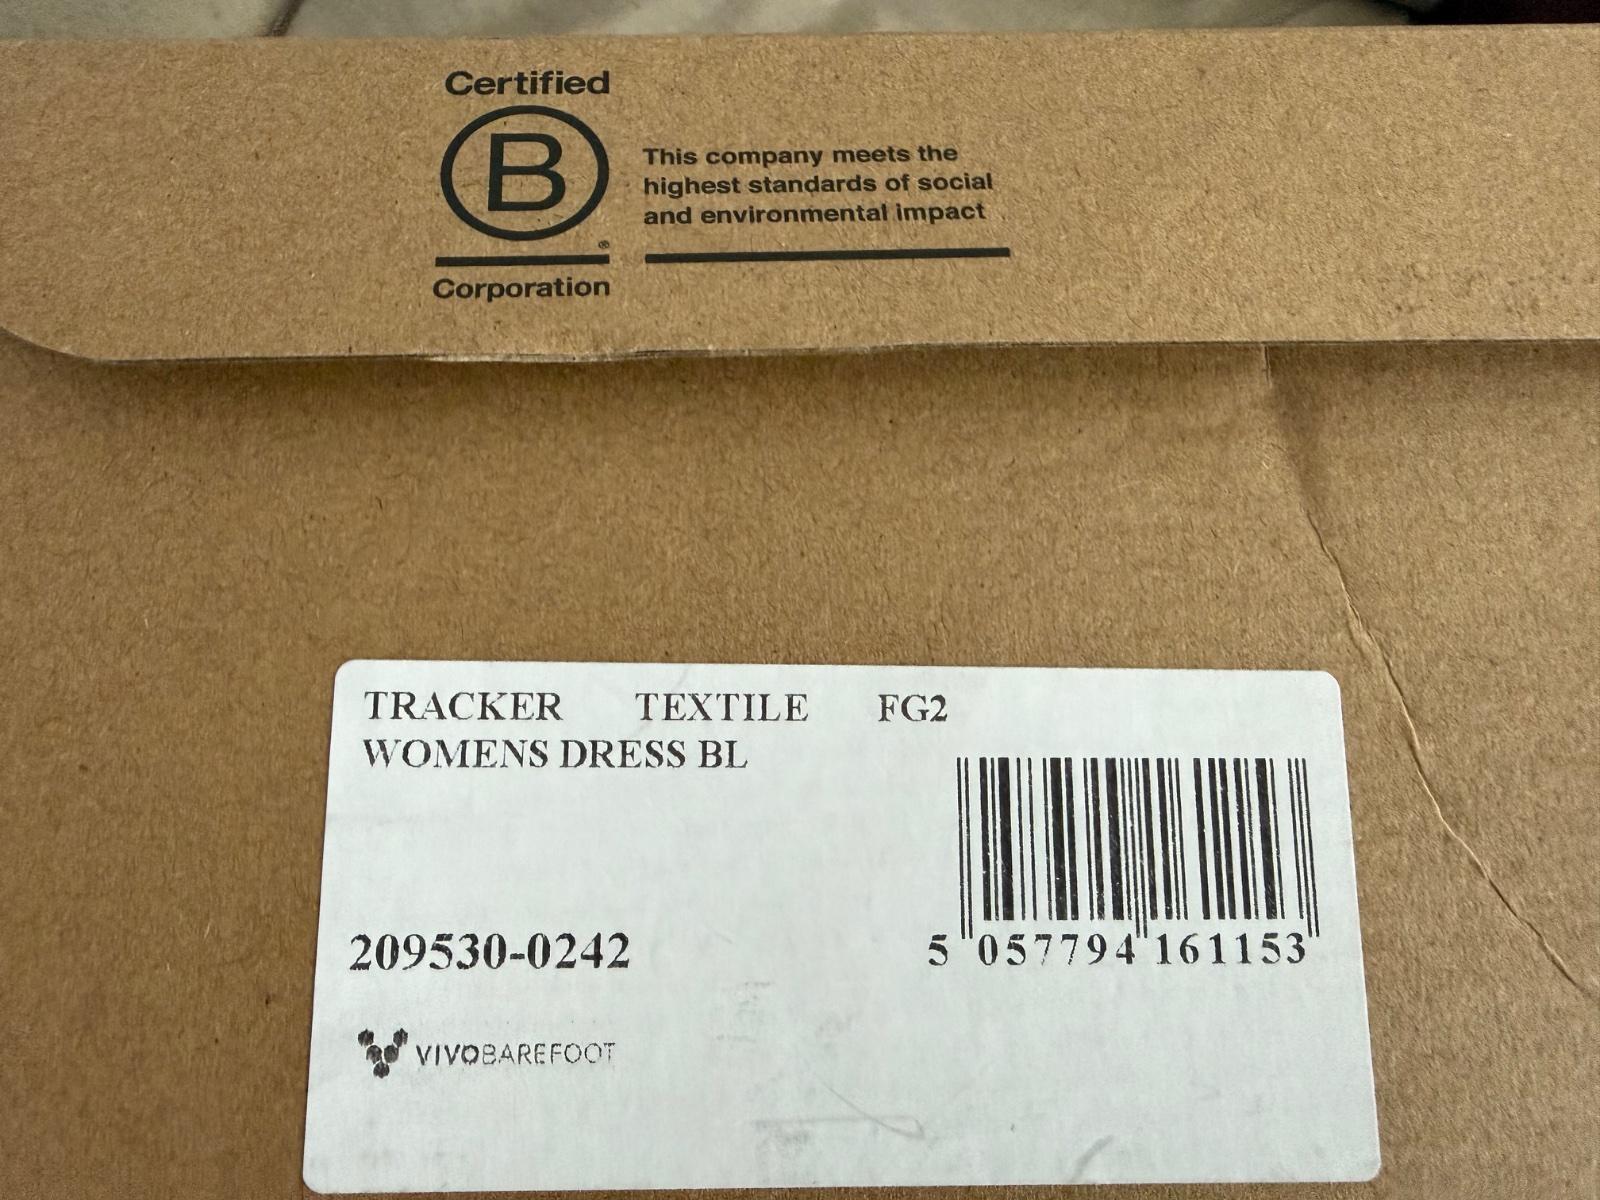 Certified
B
®
Corporation
This company meets the
highest standards of social
and environmental impact
TRACKER TEXTILE FG2
WOMENS DRESS BL
209530-0242
5 057794 161153
VIVOBAREFOOT